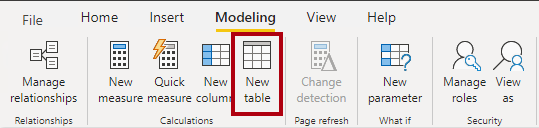 File Home Insert Modeling View Help
Manage relationships
New measure
Quick measure
New column
New table
Change detection
New parameter
Manage roles
View as
Relationships Calculations Page refresh What if Security